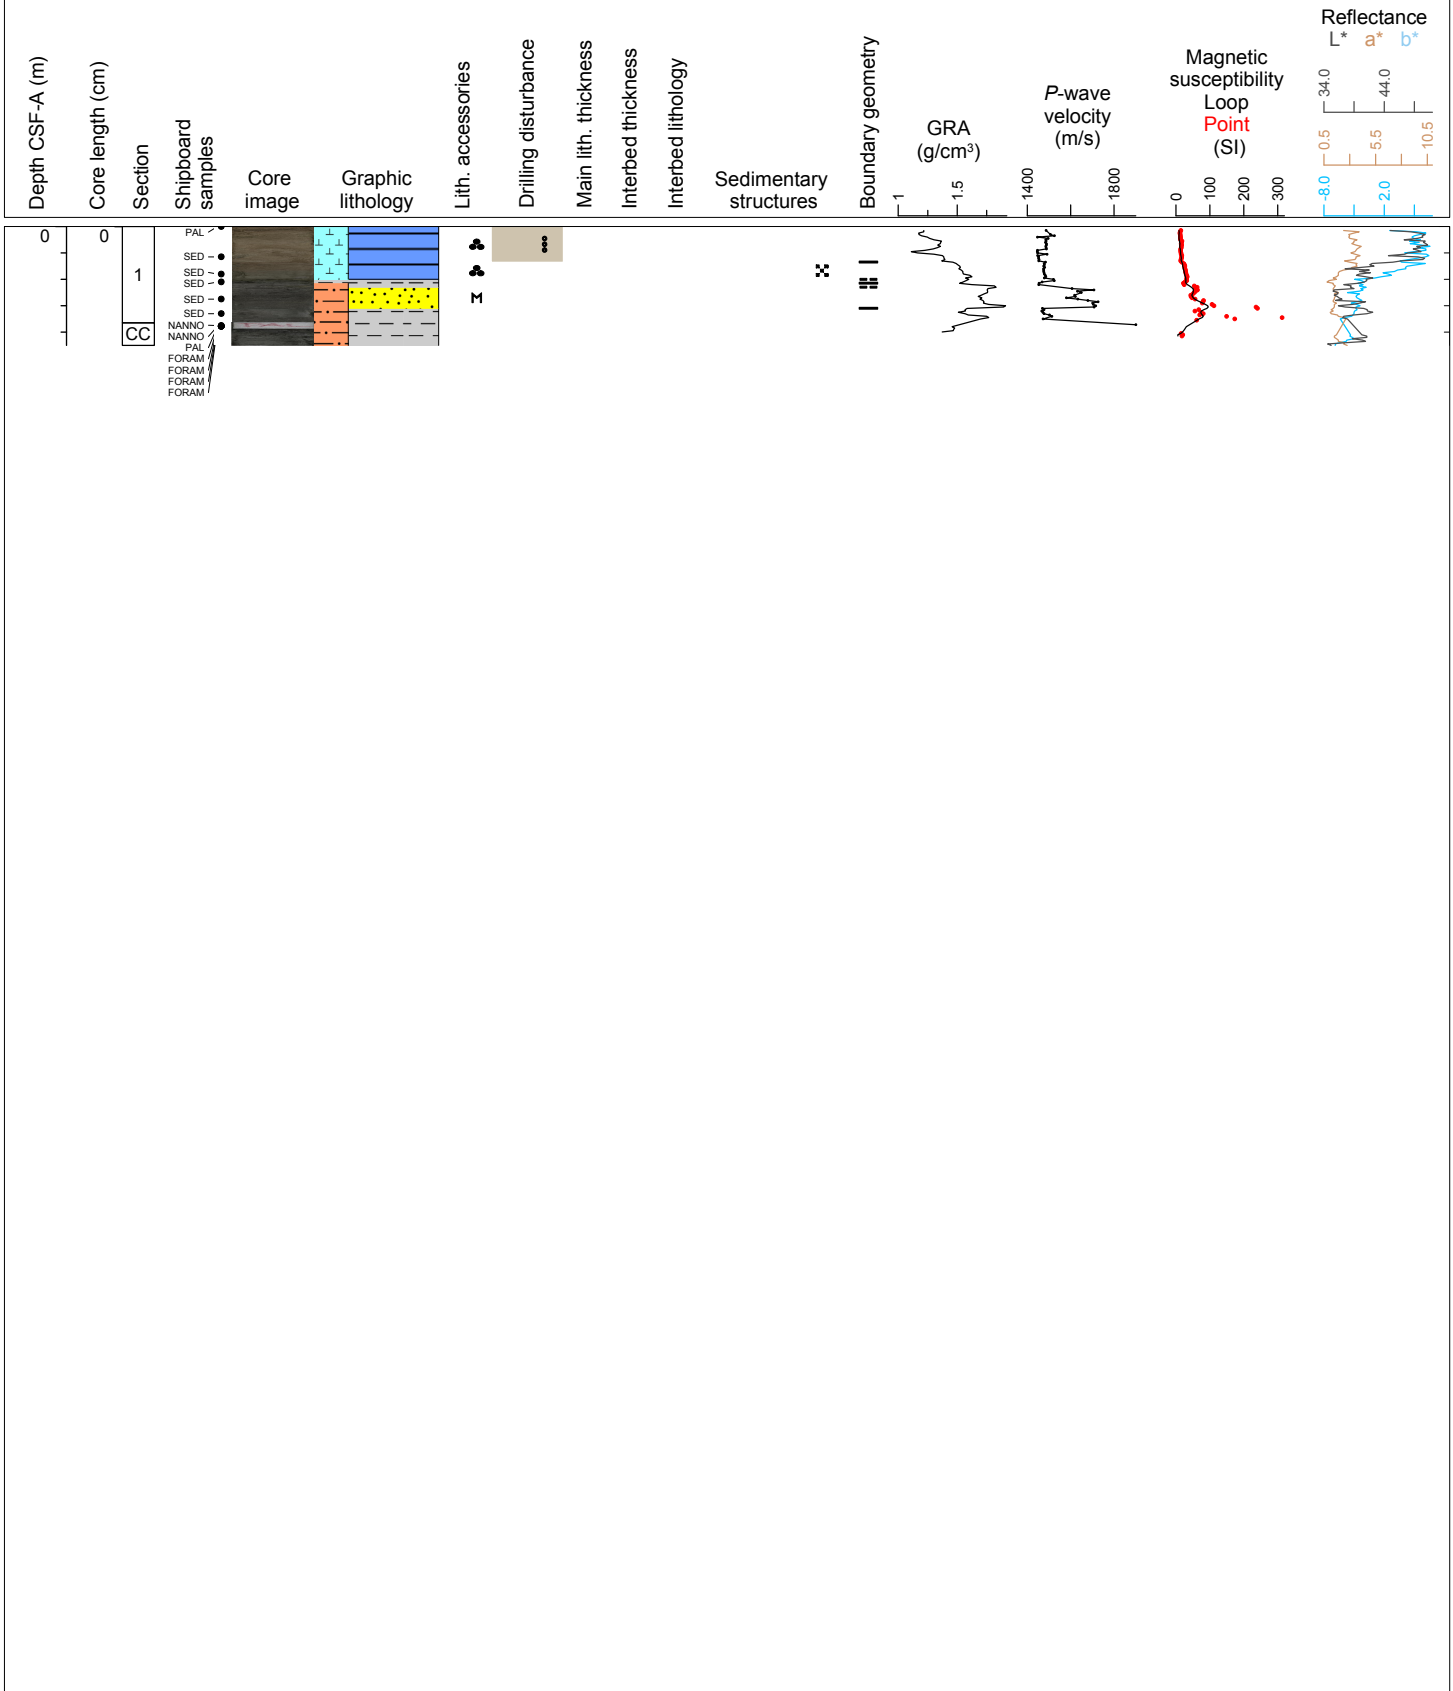 Depth CSF-A (m)
Core length (cm)
Section
Shipboard
samples
Core
image
Graphic
lithology
Lith. accessories
Drilling disturbance
Main lith. thickness
Interbed thickness
Interbed lithology
Sedimentary
structures
Boundary geometry
GRA
(g/cm³)
1
1.5
P-wave
velocity
(m/s)
1400
1800
Magnetic
susceptibility
Loop
Point
(SI)
0
100
200
300
Reflectance
L* a* b*
34.0
44.0
0.5
5.5
10.5
-8.0
2.0
0
0
1
CC
PAL
SED
SED
SED
SED
SED
NANNO
NANNO
PAL
FORAM
FORAM
FORAM
FORAM
M